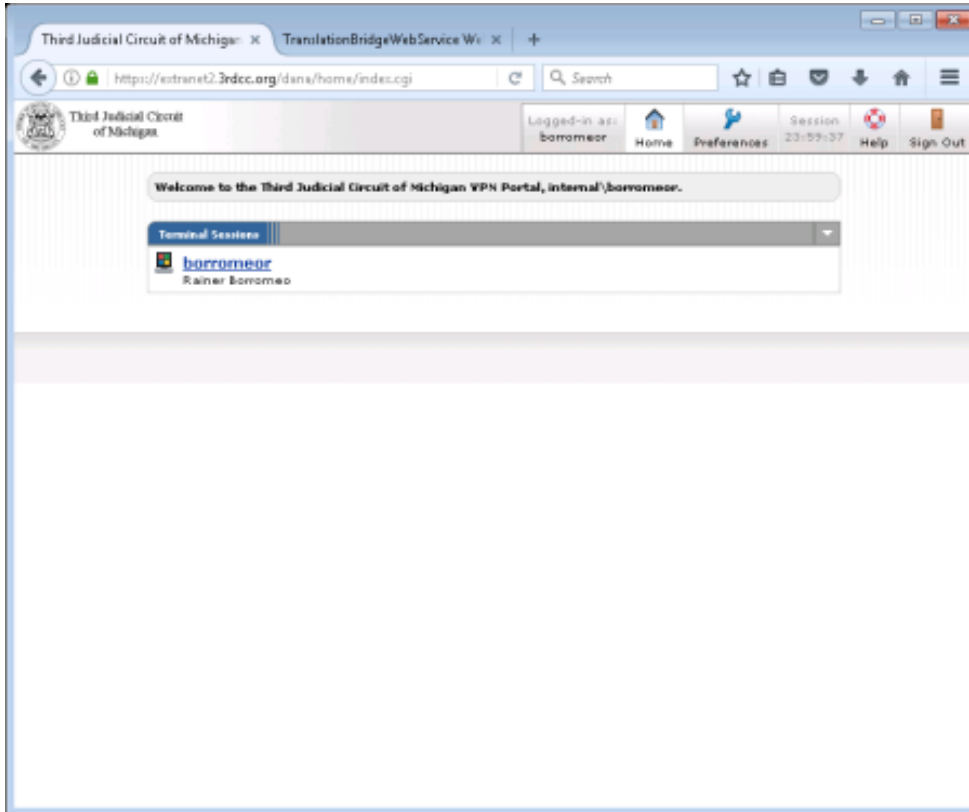 Third Judicial Circuit of Michigan
TranslationBridgeWebService We
https://extranet2.3rdcc.org/dana/home/index.cgi
Search
Third Judicial Circuit
of Michigan
Logged-in as:
borromeor
Home
Preferences
Session
23:59:37
Help
Sign Out
Welcome to the Third Judicial Circuit of Michigan VPN Portal, internal\borromeor.
Terminal Sessions
borromeor
Rainer Borromeo